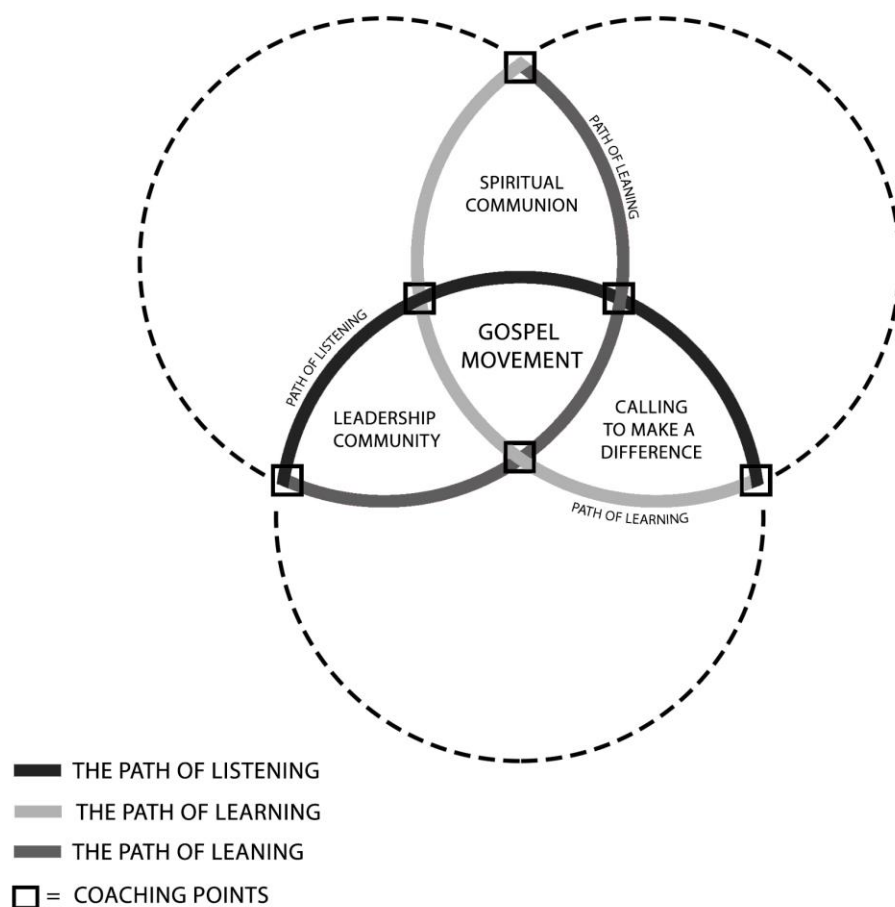 PATH OF LEANING
SPIRITUAL
COMMUNION
PATH OF LISTENING
GOSPEL
MOVEMENT
LEADERSHIP
COMMUNITY
CALLING
TO MAKE A
DIFFERENCE
PATH OF LEARNING
THE PATH OF LISTENING
THE PATH OF LEARNING
THE PATH OF LEANING
= COACHING POINTS